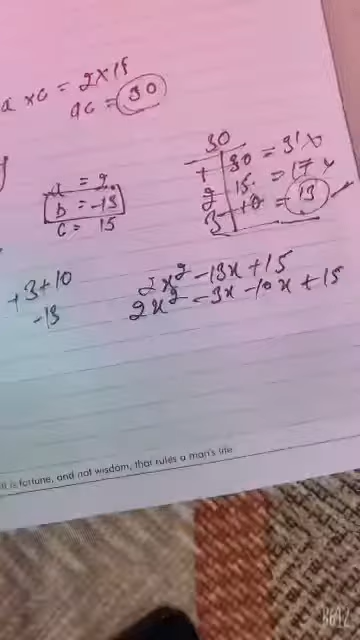 a x c = 2 x 15
ac = 30
a = 2
b = -13
c = 15
30
1 | 30 = 31 x
2 | 15 = 17 x
3 | 10 = 13 ✓
+3+10
-13
2x² - 13x + 15
2x² - 3x - 10x + 15
It is fortune, and not wisdom, that rules a man's life.